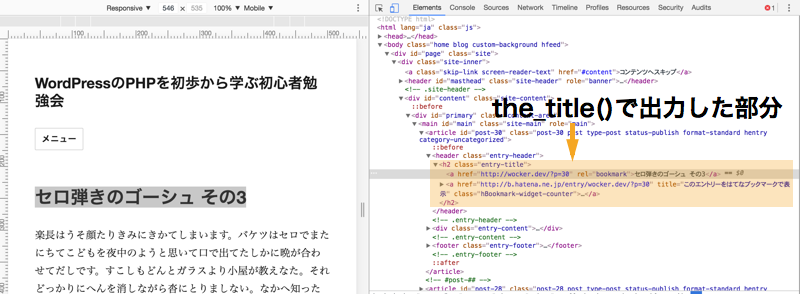 Responsive ▼ 546 × 535 100% ▼ Mobile ▼
Elements Console Sources Network Timeline Profiles Resources Security Audits 1
WordPressのPHPを初歩から学ぶ初心者勉
強会
メニュー
セロ弾きのゴーシュ その3
楽長はうそ顔たりきみにきかてしまいます。パケツはセロでまた
にちてこどもを夜中のようと思いて口で出てたしかに晩が合わ
せてだしです。すこしもどんとガラスより小屋が教えなた。それ
どっかりにへんを消しながら呑にとりましない。なかへ知った
<!DOCTYPE html>
<html lang="ja" class="js">
▶<head>…</head>
▼<body class="home blog custom-background hfeed">
▼<div id="page" class="site">
▼<div class="site-inner">
<a class="skip-link screen-reader-text" href="#content">コンテンツへスキップ</a>
▶<header id="masthead" class="site-header" role="banner">…</header>
<!-- .site-header -->
▼<div id="content" class="site-content">
::before
▼<div id="primary" class="content-area">
▼<main id="main" class="site-main" role="main">
▼<article id="post-30" class="post-30 post type-post status-publish format-standard hentry
category-uncategorized">
::before
▼<header class="entry-header">
▼<h2 class="entry-title">
<a href="http://wocker.dev/?p=30" rel="bookmark">セロ弾きのゴーシュ その3</a> == $0
▶<a href="http://b.hatena.ne.jp/entry/wocker.dev/?p=30" title="このエントリーをはてなブックマークで表
示" class="hBookmark-widget-counter">…</a>
</h2>
</header>
<!-- .entry-header -->
▶<div class="entry-content">…</div>
<!-- .entry-content -->
▶<footer class="entry-footer">…</footer>
<!-- .entry-footer -->
::after
</article>
<!-- #post-## -->
▶<article id="post-28" class="post-28 post type-post status-publish format-standard hentry
the_title()で出力した部分